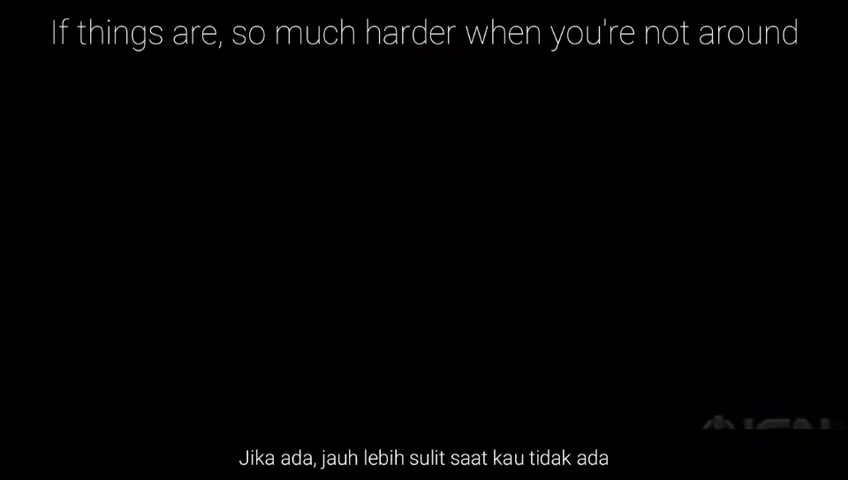 If things are, so much harder when you're not around
IGN
Jika ada, jauh lebih sulit saat kau tidak ada